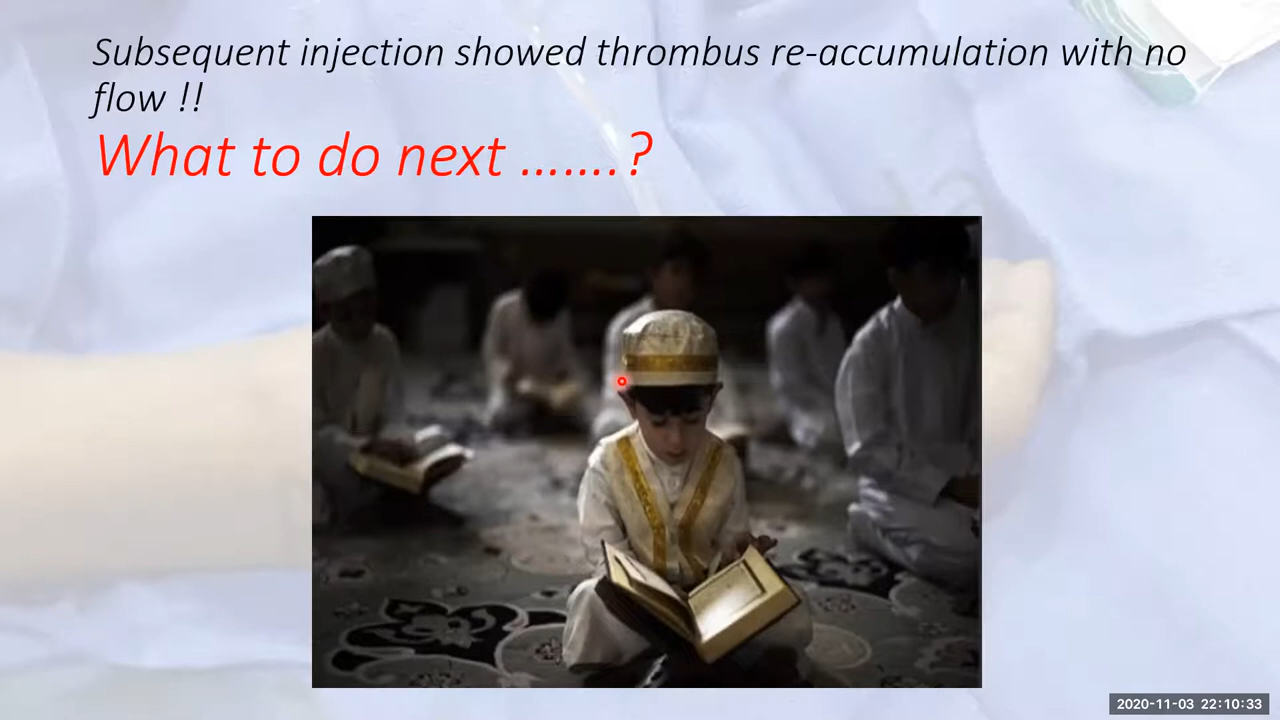 Subsequent injection showed thrombus re-accumulation with no
flow !!
What to do next …….?
2020-11-03 22:10:33